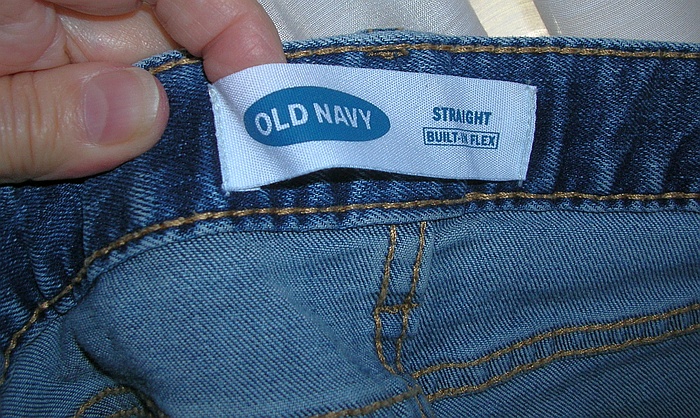 OLD NAVY
STRAIGHT
BUILT-IN FLEX